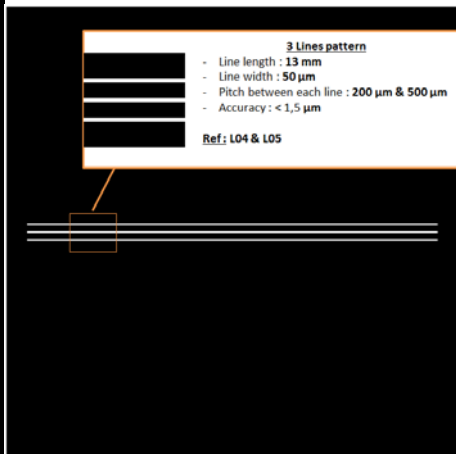 3 Lines pattern
- Line length : 13 mm
- Line width : 50 µm
- Pitch between each line : 200 µm & 500 µm
- Accuracy : < 1,5 µm
Ref : L04 & L05